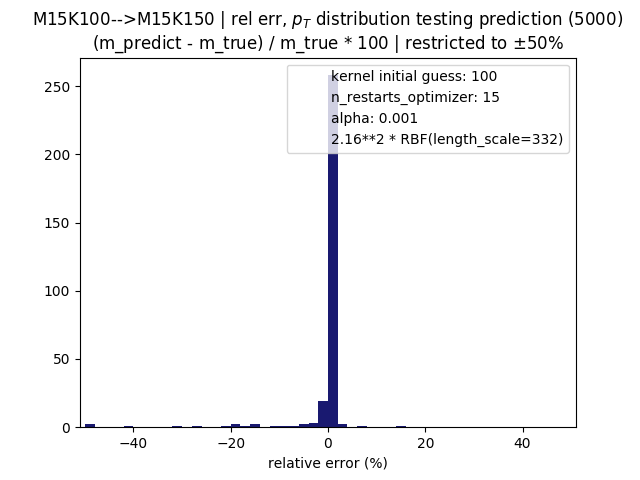 M15K100-->M15K150 | rel err, p_T distribution testing prediction (5000)
(m_predict - m_true) / m_true * 100 | restricted to ±50%
kernel initial guess: 100
n_restarts_optimizer: 15
alpha: 0.001
2.16**2 * RBF(length_scale=332)
250
200
150
100
50
0
−40
−20
0
20
40
relative error (%)